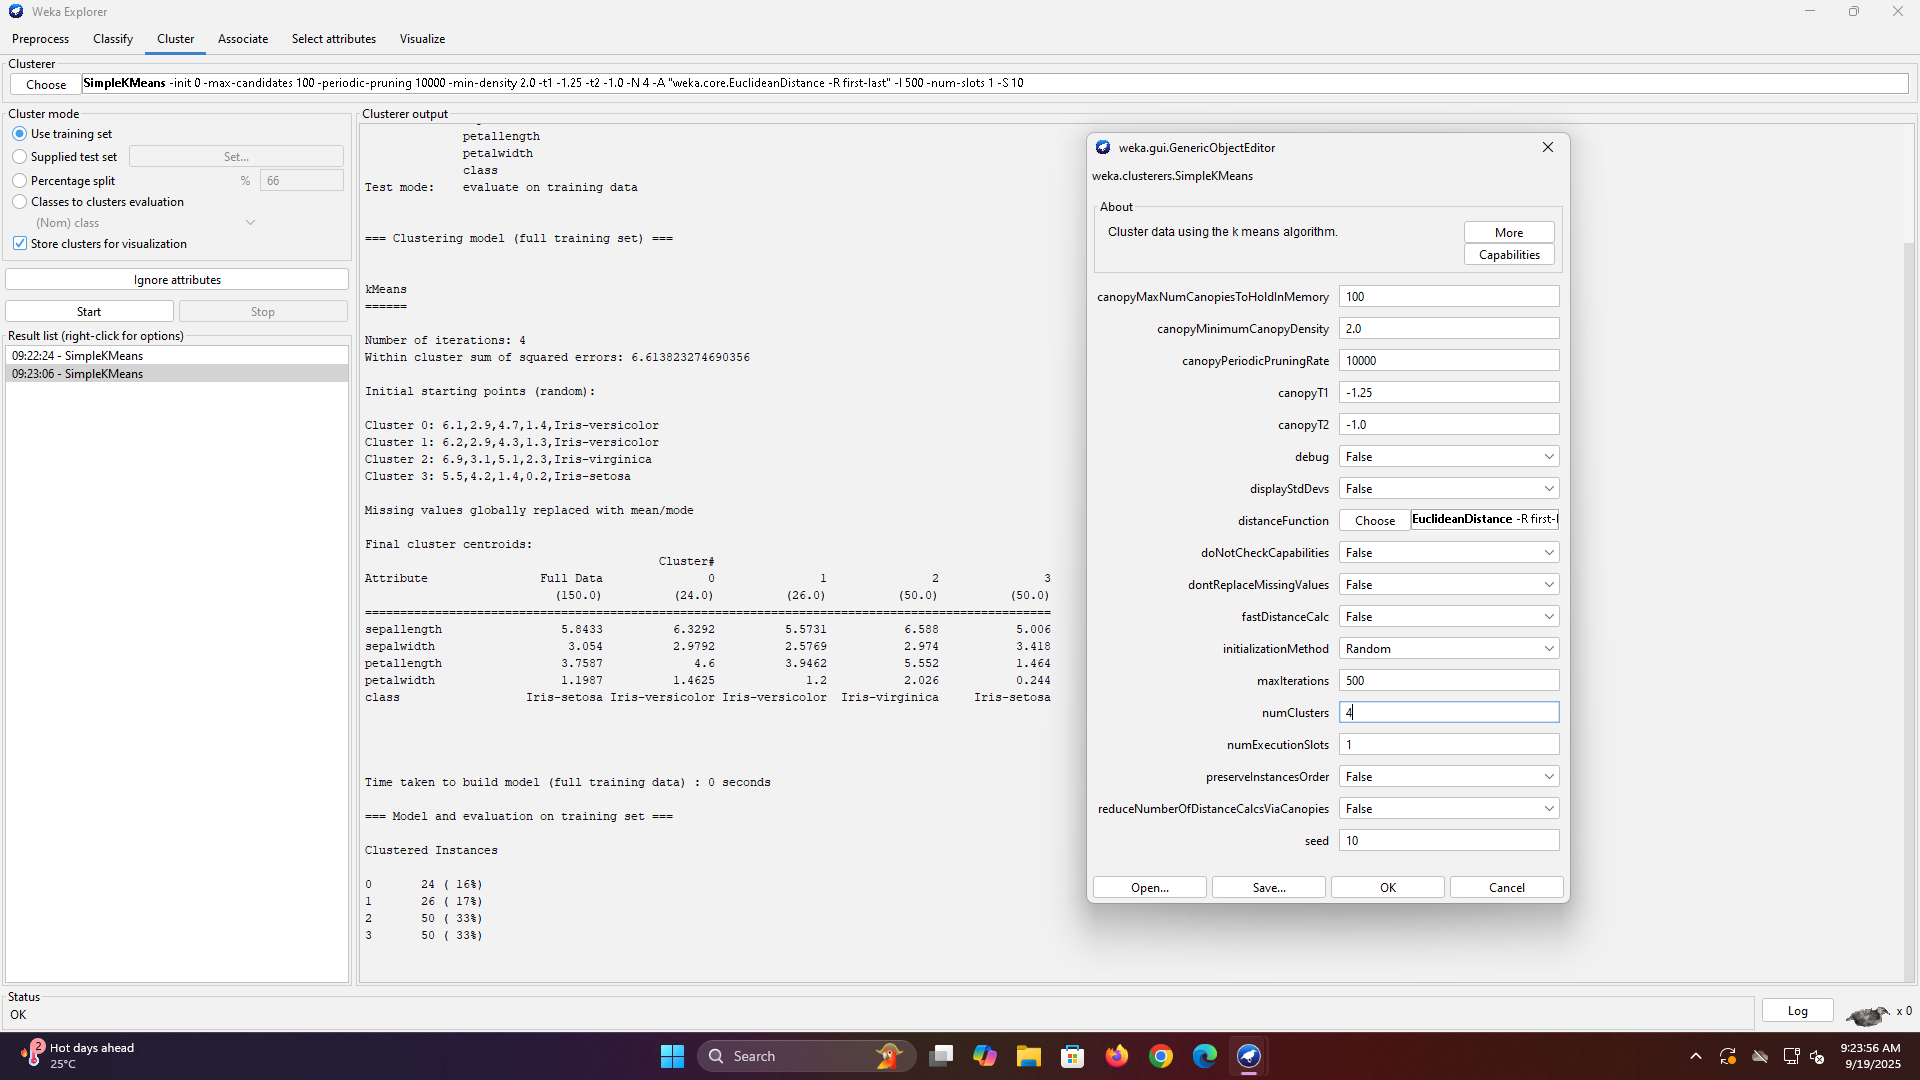 Weka Explorer
Preprocess Classify Cluster Associate Select attributes Visualize
Clusterer
Choose SimpleKMeans -init 0 -max-candidates 100 -periodic-pruning 10000 -min-density 2.0 -t1 -1.25 -t2 -1.0 -N 4 -A "weka.core.EuclideanDistance -R first-last" -I 500 -num-slots 1 -S 10
Cluster mode
Use training set
Supplied test set Set...
Percentage split % 66
Classes to clusters evaluation
(Nom) class
Store clusters for visualization
Ignore attributes
Start Stop
Result list (right-click for options)
09:22:24 - SimpleKMeans
09:23:06 - SimpleKMeans
Clusterer output
petallength
petalwidth
class
Test mode: evaluate on training data
=== Clustering model (full training set) ===
kMeans
======
Number of iterations: 4
Within cluster sum of squared errors: 6.613823274690356
Initial starting points (random):
Cluster 0: 6.1,2.9,4.7,1.4,Iris-versicolor
Cluster 1: 6.2,2.9,4.3,1.3,Iris-versicolor
Cluster 2: 6.9,3.1,5.1,2.3,Iris-virginica
Cluster 3: 5.5,4.2,1.4,0.2,Iris-setosa
Missing values globally replaced with mean/mode
Final cluster centroids:
Cluster#
Attribute Full Data 0 1 2 3
(150.0) (24.0) (26.0) (50.0) (50.0)
==================================================================================================
sepallength 5.8433 6.3292 5.5731 6.588 5.006
sepalwidth 3.054 2.9792 2.5769 2.974 3.418
petallength 3.7587 4.6 3.9462 5.552 1.464
petalwidth 1.1987 1.4625 1.2 2.026 0.244
class Iris-setosa Iris-versicolor Iris-versicolor Iris-virginica Iris-setosa
Time taken to build model (full training data) : 0 seconds
=== Model and evaluation on training set ===
Clustered Instances
0 24 ( 16%)
1 26 ( 17%)
2 50 ( 33%)
3 50 ( 33%)
weka.gui.GenericObjectEditor
weka.clusterers.SimpleKMeans
About
Cluster data using the k means algorithm.
More
Capabilities
canopyMaxNumCanopiesToHoldInMemory 100
canopyMinimumCanopyDensity 2.0
canopyPeriodicPruningRate 10000
canopyT1 -1.25
canopyT2 -1.0
debug False
displayStdDevs False
distanceFunction Choose EuclideanDistance -R first-l
doNotCheckCapabilities False
dontReplaceMissingValues False
fastDistanceCalc False
initializationMethod Random
maxIterations 500
numClusters 4
numExecutionSlots 1
preserveInstancesOrder False
reduceNumberOfDistanceCalcsViaCanopies False
seed 10
Open... Save... OK Cancel
Status
OK
Log x 0
2 Hot days ahead
25°C
Search
9:23:56 AM
9/19/2025